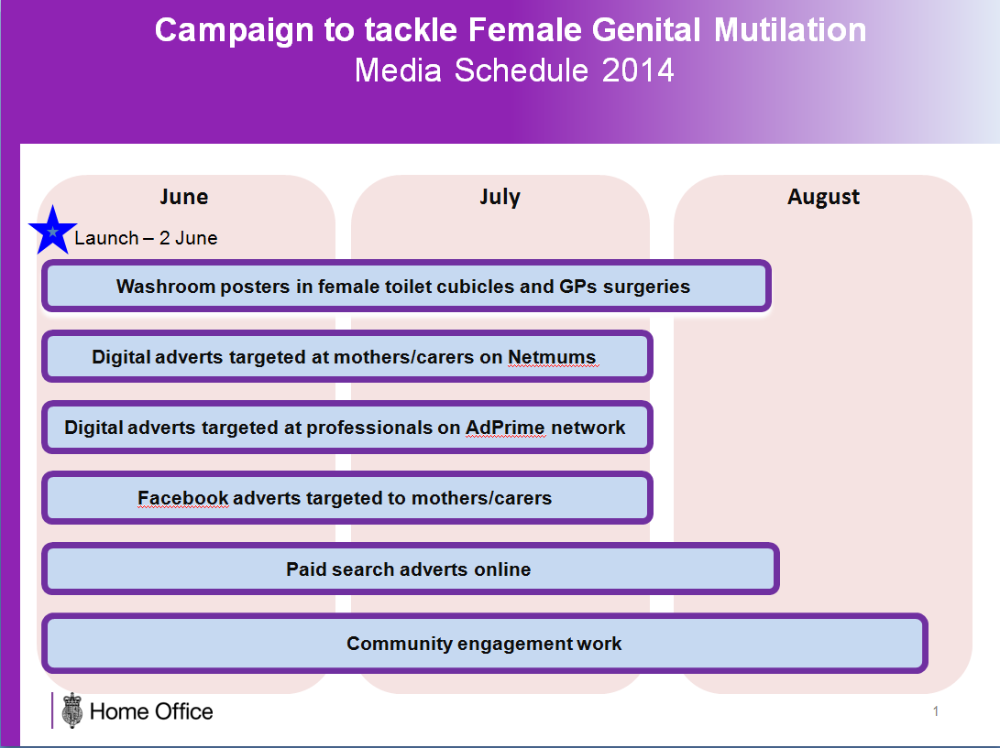 Campaign to tackle Female Genital Mutilation
Media Schedule 2014
June
July
August
Launch – 2 June
Washroom posters in female toilet cubicles and GPs surgeries
Digital adverts targeted at mothers/carers on Netmums
Digital adverts targeted at professionals on AdPrime network
Facebook adverts targeted to mothers/carers
Paid search adverts online
Community engagement work
Home Office
1